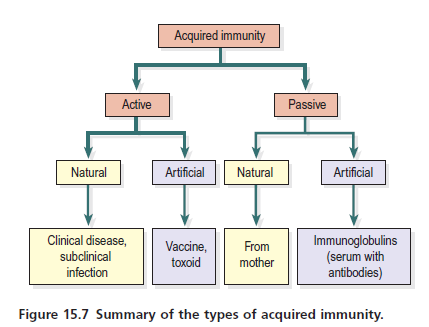 Acquired immunity
Active
Passive
Natural
Artificial
Natural
Artificial
Clinical disease,
subclinical
infection
Vaccine,
toxoid
From
mother
Immunoglobulins
(serum with
antibodies)
Figure 15.7 Summary of the types of acquired immunity.